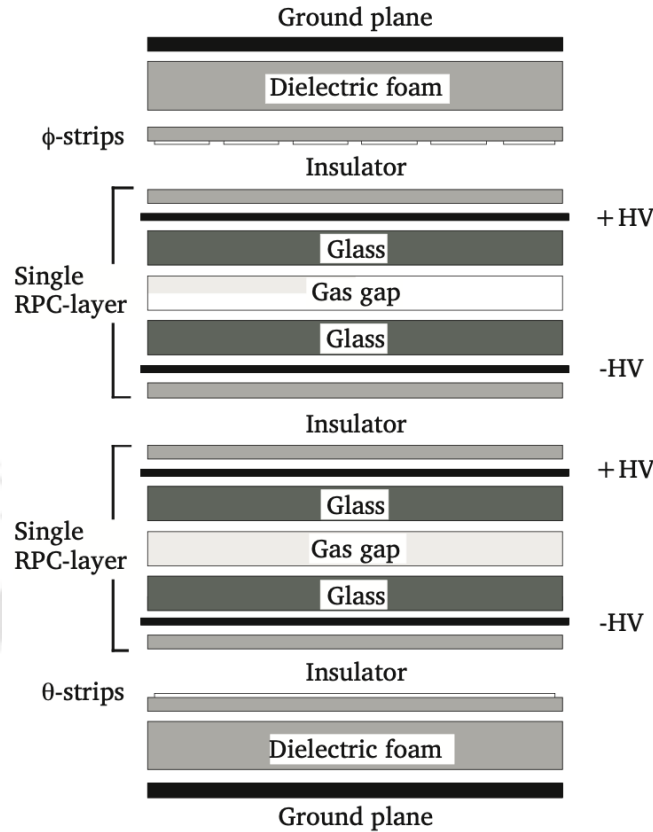 Ground plane
Dielectric foam
ϕ-strips
Insulator
+HV
Glass
Single
RPC-layer
Gas gap
Glass
-HV
Insulator
+HV
Glass
Single
RPC-layer
Gas gap
Glass
-HV
Insulator
θ-strips
Dielectric foam
Ground plane